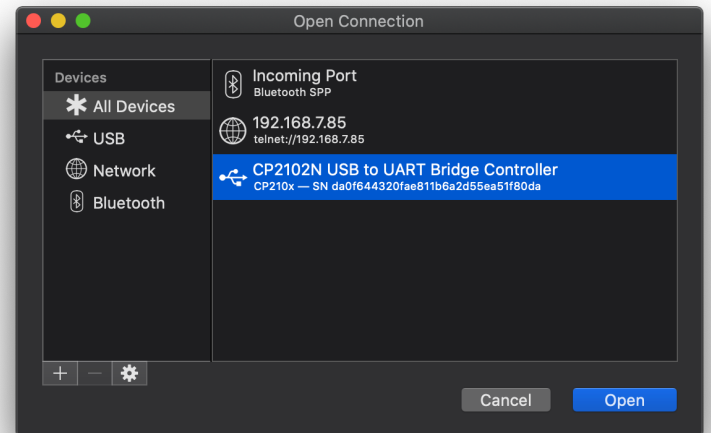 Open Connection
Devices
All Devices
USB
Network
Bluetooth
Incoming Port
Bluetooth SPP
192.168.7.85
telnet://192.168.7.85
CP2102N USB to UART Bridge Controller
CP210x — SN da0f644320fae811b6a2d55ea51f80da
Cancel
Open